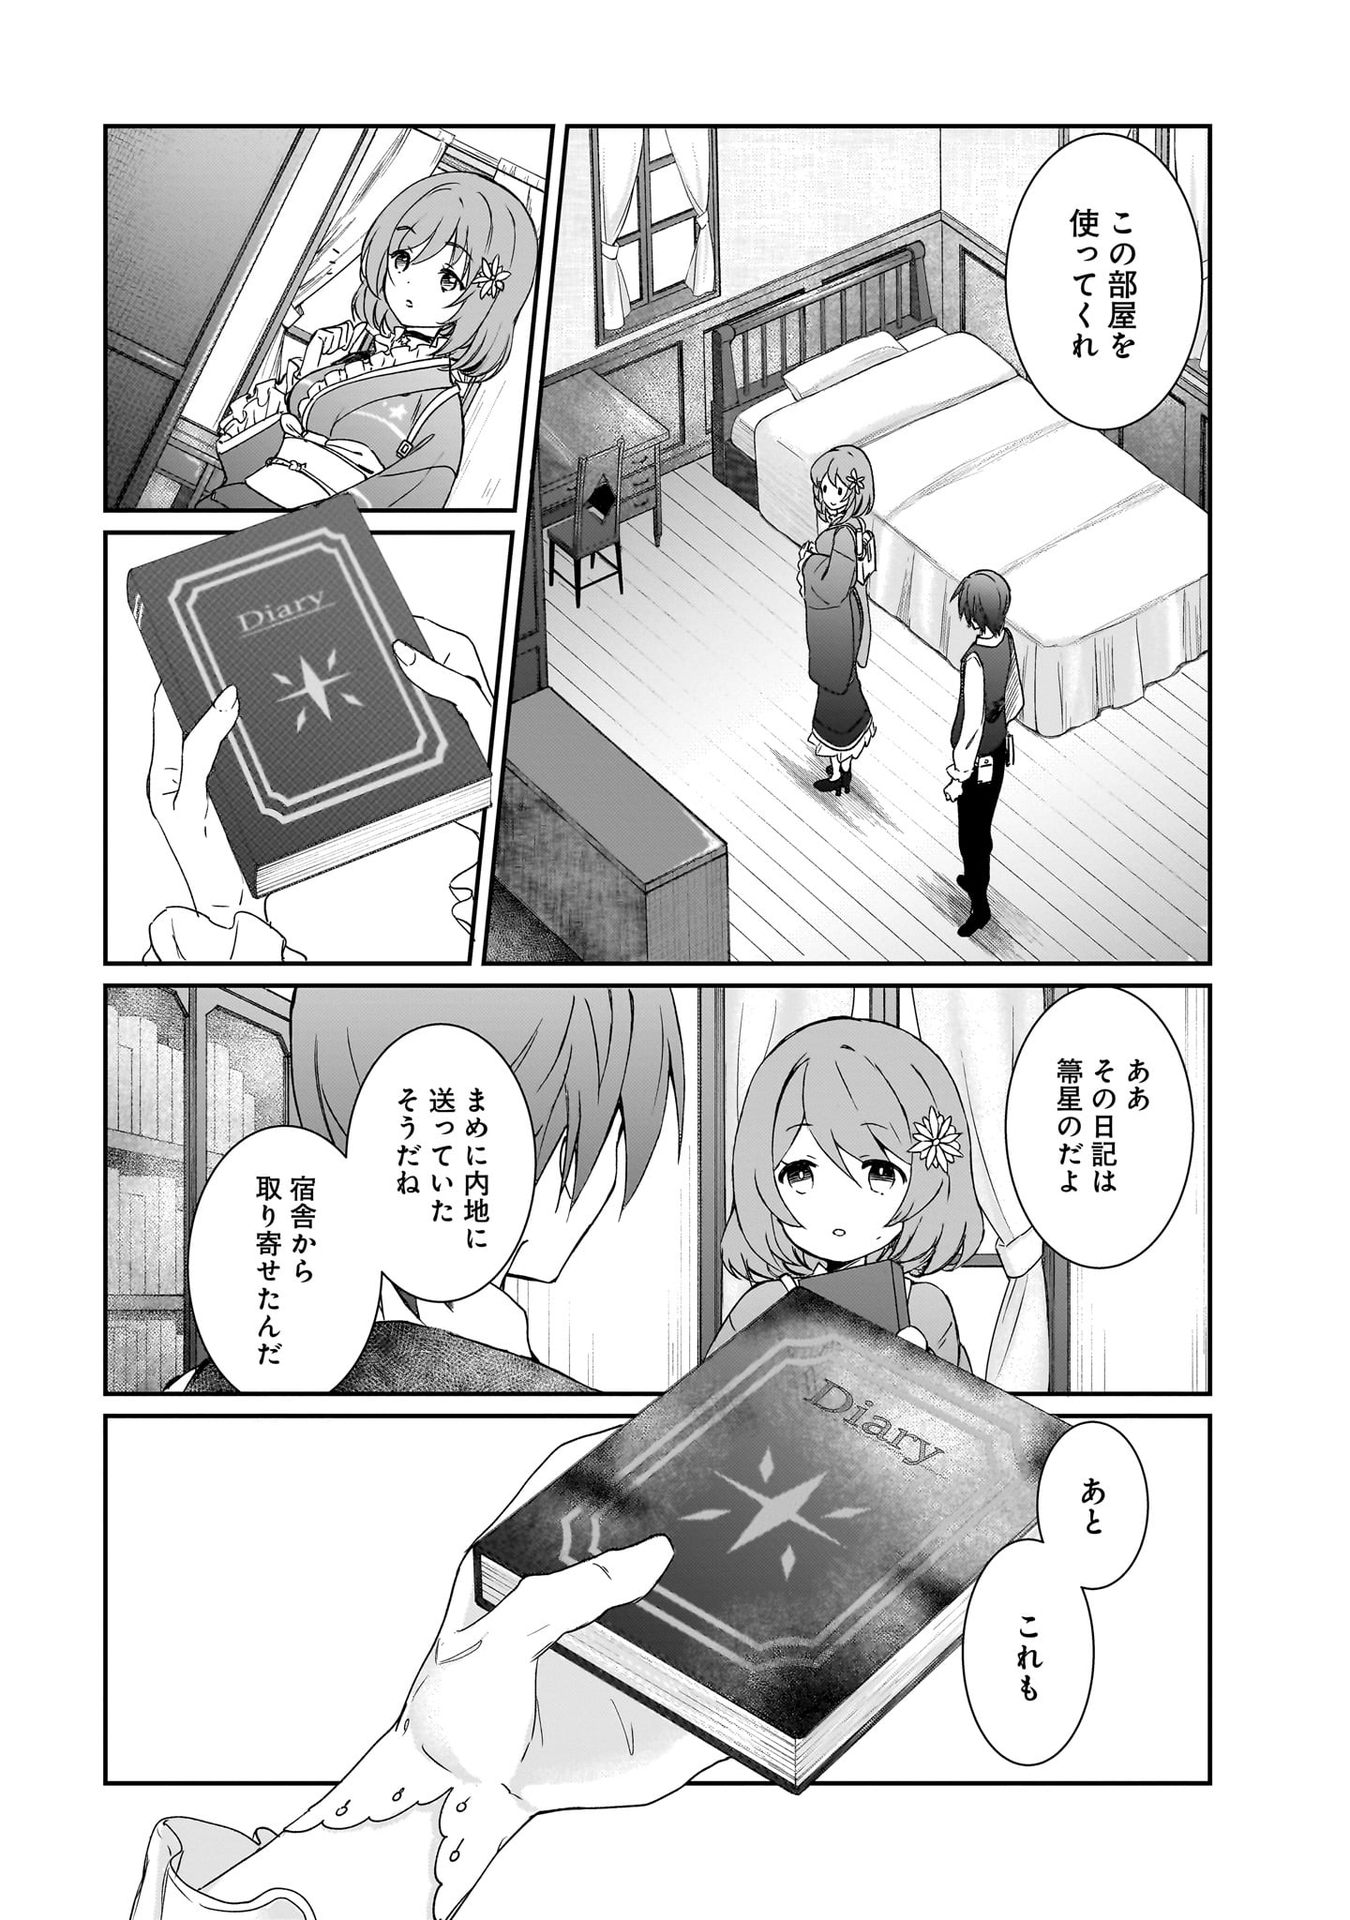 この部屋を
使ってくれ
Diary
ああ
その日記は
箒星のだよ
まめに内地に
送っていた
そうだね
宿舎から
取り寄せたんだ
あと
これも
Diary